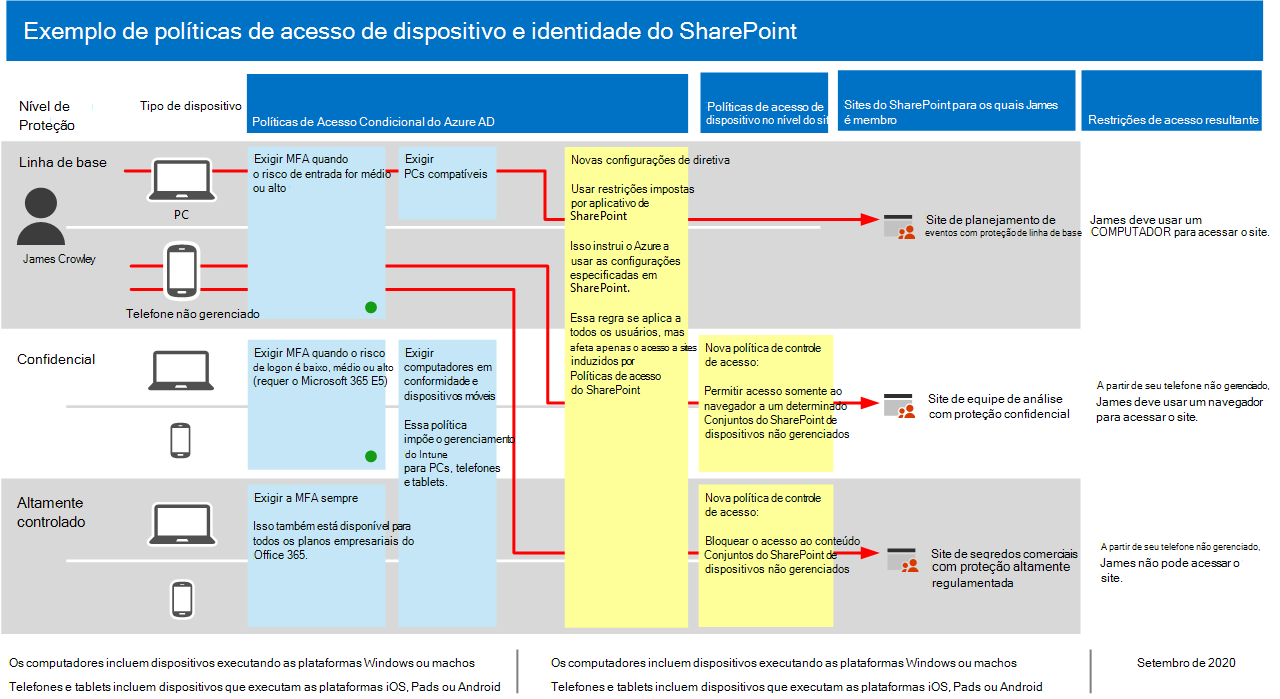 Exemplo de políticas de acesso de dispositivo e identidade do SharePoint
Nível de
Proteção
Tipo de dispositivo
Políticas de Acesso Condicional do Azure AD
Políticas de acesso de
dispositivo no nível do sit
Sites do SharePoint para os quais James
é membro
Restrições de acesso resultante
Linha de base
James Crowley
PC
Telefone não gerenciado
Exigir MFA quando
o risco de entrada for médio
ou alto
Exigir
PCs compatíveis
Novas configurações de diretiva
Usar restrições impostas
por aplicativo de
SharePoint
Isso instrui o Azure a
usar as configurações
especificadas em
SharePoint.
Essa regra se aplica a
todos os usuários, mas
afeta apenas o acesso a sites
induzidos por
Políticas de acesso
do SharePoint
Site de planejamento de
eventos com proteção de linha de base
James deve usar um
COMPUTADOR para acessar o site.
Confidencial
Exigir MFA quando o risco
de logon é baixo, médio ou alto
(requer o Microsoft 365 E5)
Exigir
computadores em
conformidade e
dispositivos móveis
Essa política
impõe o gerenciamento
do Intune
para PCs, telefones
e tablets.
Nova política de controle
de acesso:
Permitir acesso somente ao
navegador a um determinado
Conjuntos do SharePoint de
dispositivos não gerenciados
Site de equipe de análise
com proteção confidencial
A partir de seu telefone não gerenciado,
James deve usar um navegador
para acessar o site.
Altamente
controlado
Exigir a MFA sempre
Isso também está disponível para
todos os planos empresariais do
Office 365.
Nova política de controle
de acesso:
Bloquear o acesso ao conteúdo
Conjuntos do SharePoint de
dispositivos não gerenciados
Site de segredos comerciais
com proteção altamente
regulamentada
A partir de seu telefone não gerenciado,
James não pode acessar o
site.
Os computadores incluem dispositivos executando as plataformas Windows ou machos
Telefones e tablets incluem dispositivos que executam as plataformas iOS, Pads ou Android
Os computadores incluem dispositivos executando as plataformas Windows ou machos
Telefones e tablets incluem dispositivos que executam as plataformas iOS, Pads ou Android
Setembro de 2020